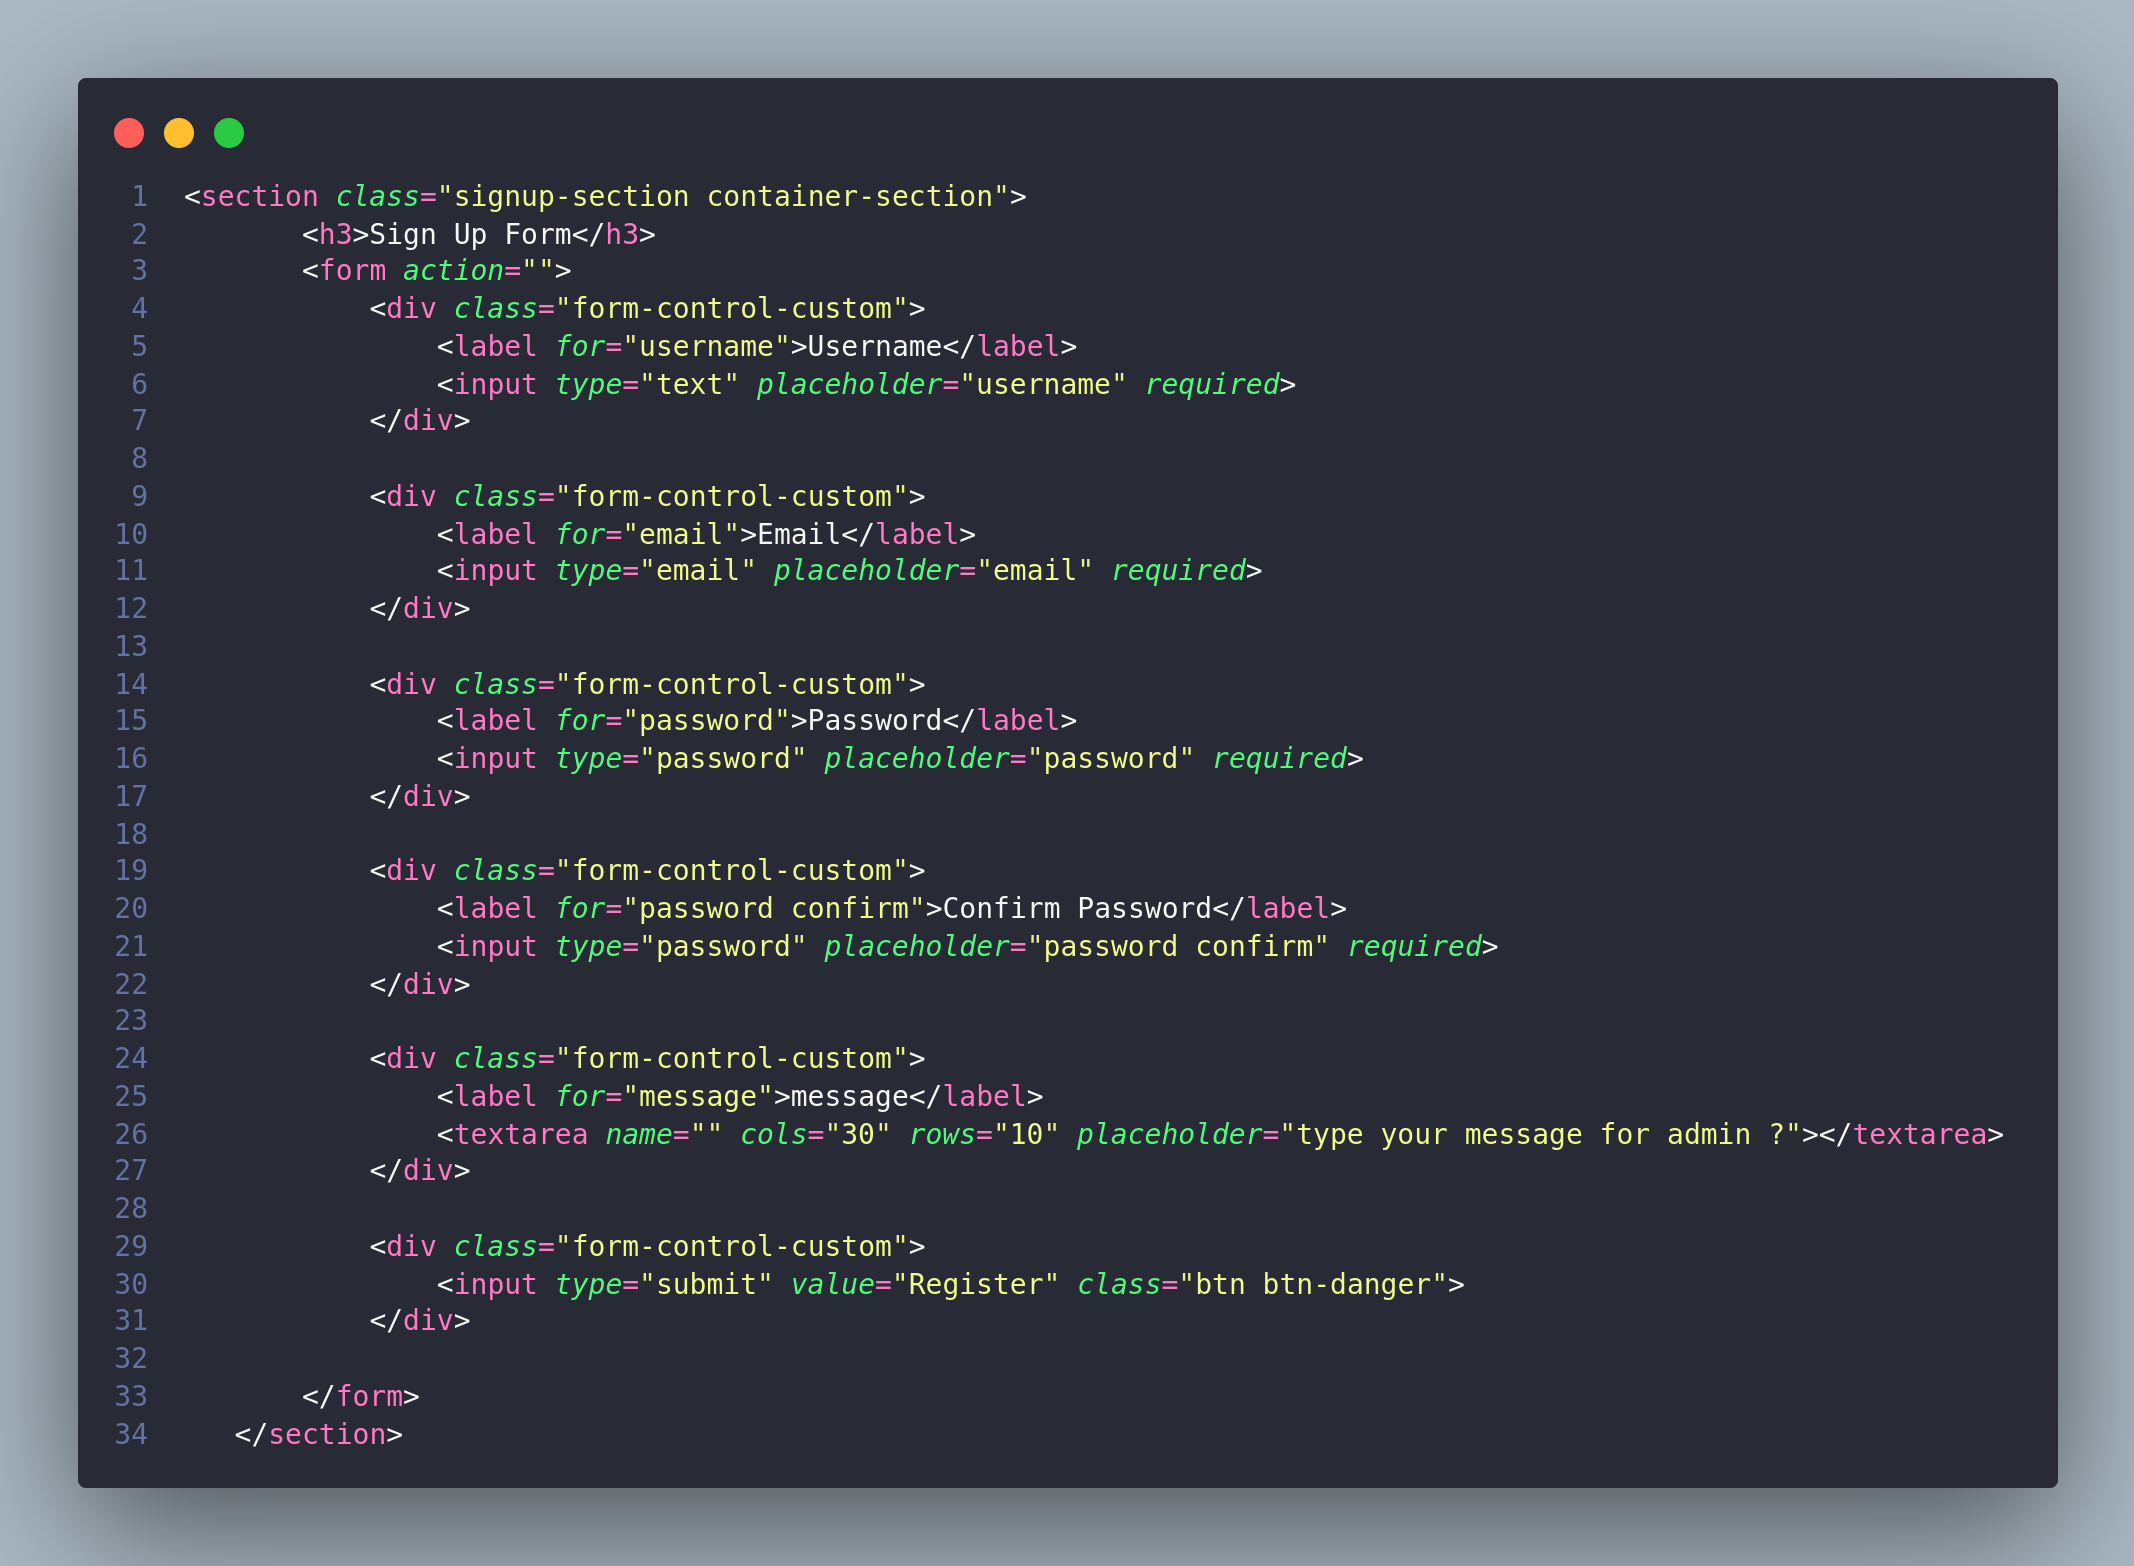 1 <section class="signup-section container-section">
2        <h3>Sign Up Form</h3>
3        <form action="">
4            <div class="form-control-custom">
5                <label for="username">Username</label>
6                <input type="text" placeholder="username" required>
7            </div>
8
9            <div class="form-control-custom">
10                <label for="email">Email</label>
11                <input type="email" placeholder="email" required>
12            </div>
13
14            <div class="form-control-custom">
15                <label for="password">Password</label>
16                <input type="password" placeholder="password" required>
17            </div>
18
19            <div class="form-control-custom">
20                <label for="password confirm">Confirm Password</label>
21                <input type="password" placeholder="password confirm" required>
22            </div>
23
24            <div class="form-control-custom">
25                <label for="message">message</label>
26                <textarea name="" cols="30" rows="10" placeholder="type your message for admin ?"></textarea>
27            </div>
28
29            <div class="form-control-custom">
30                <input type="submit" value="Register" class="btn btn-danger">
31            </div>
32
33        </form>
34    </section>